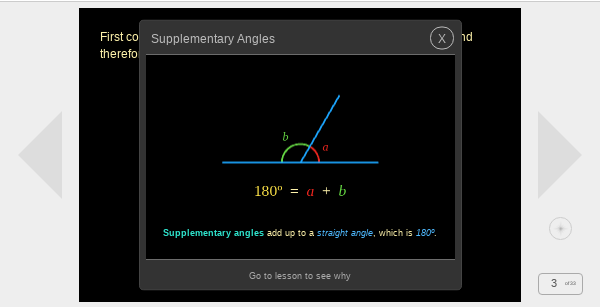 First co
nd
therefo
Supplementary Angles
X
b
a
180º = a + b
Supplementary angles add up to a straight angle, which is 180º.
Go to lesson to see why
3 of 33